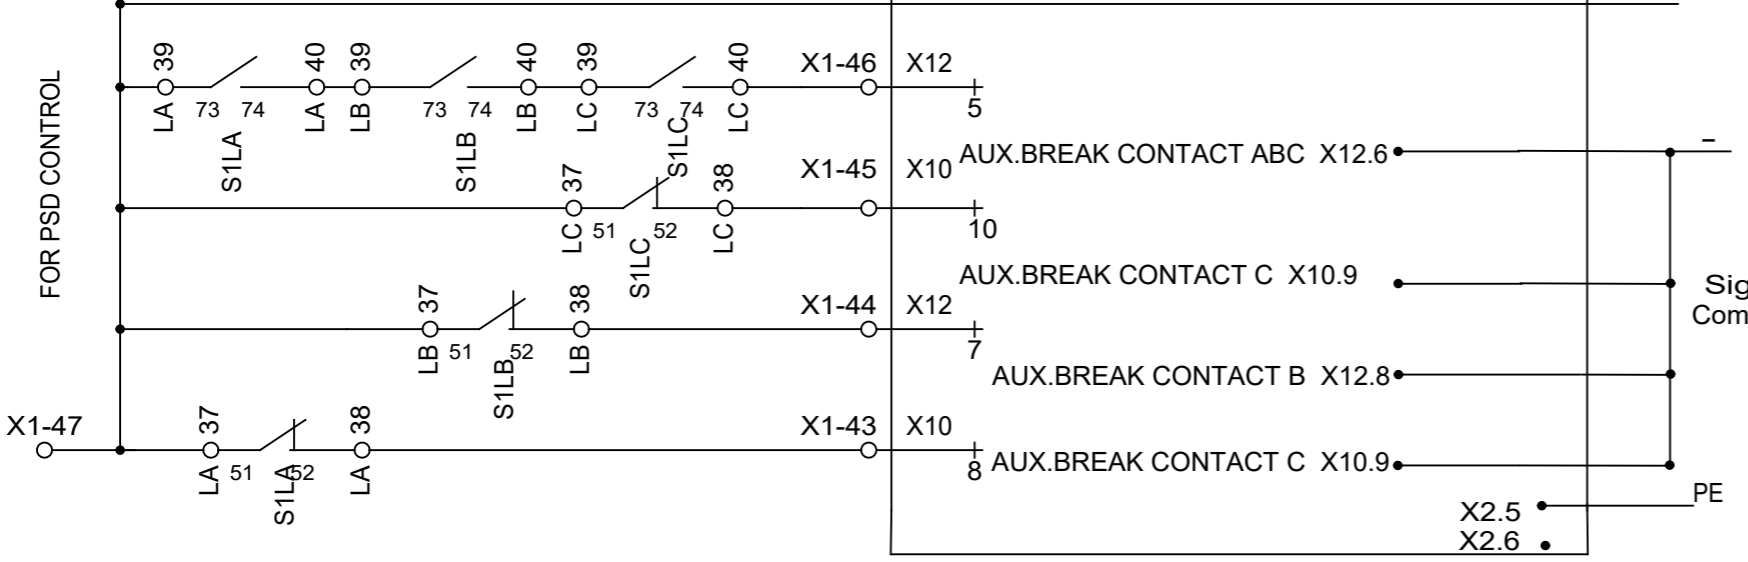 FOR PSD CONTROL
39 40 39 40 39 40 X1-46 X12
LA 73 74 LA LB 73 74 LB LC 73 74 LC 5
S1LA S1LB S1LC
AUX.BREAK CONTACT ABC X12.6 –
37 38 X1-45 X10
LC 51 52 LC 10
S1LC
AUX.BREAK CONTACT C X10.9
Sig
Com
37 38 X1-44 X12
LB 51 52 LB 7
S1LB
AUX.BREAK CONTACT B X12.8
X1-47 37 38 X1-43 X10
LA 51 52 LA 8
S1LA
AUX.BREAK CONTACT C X10.9
PE
X2.5
X2.6